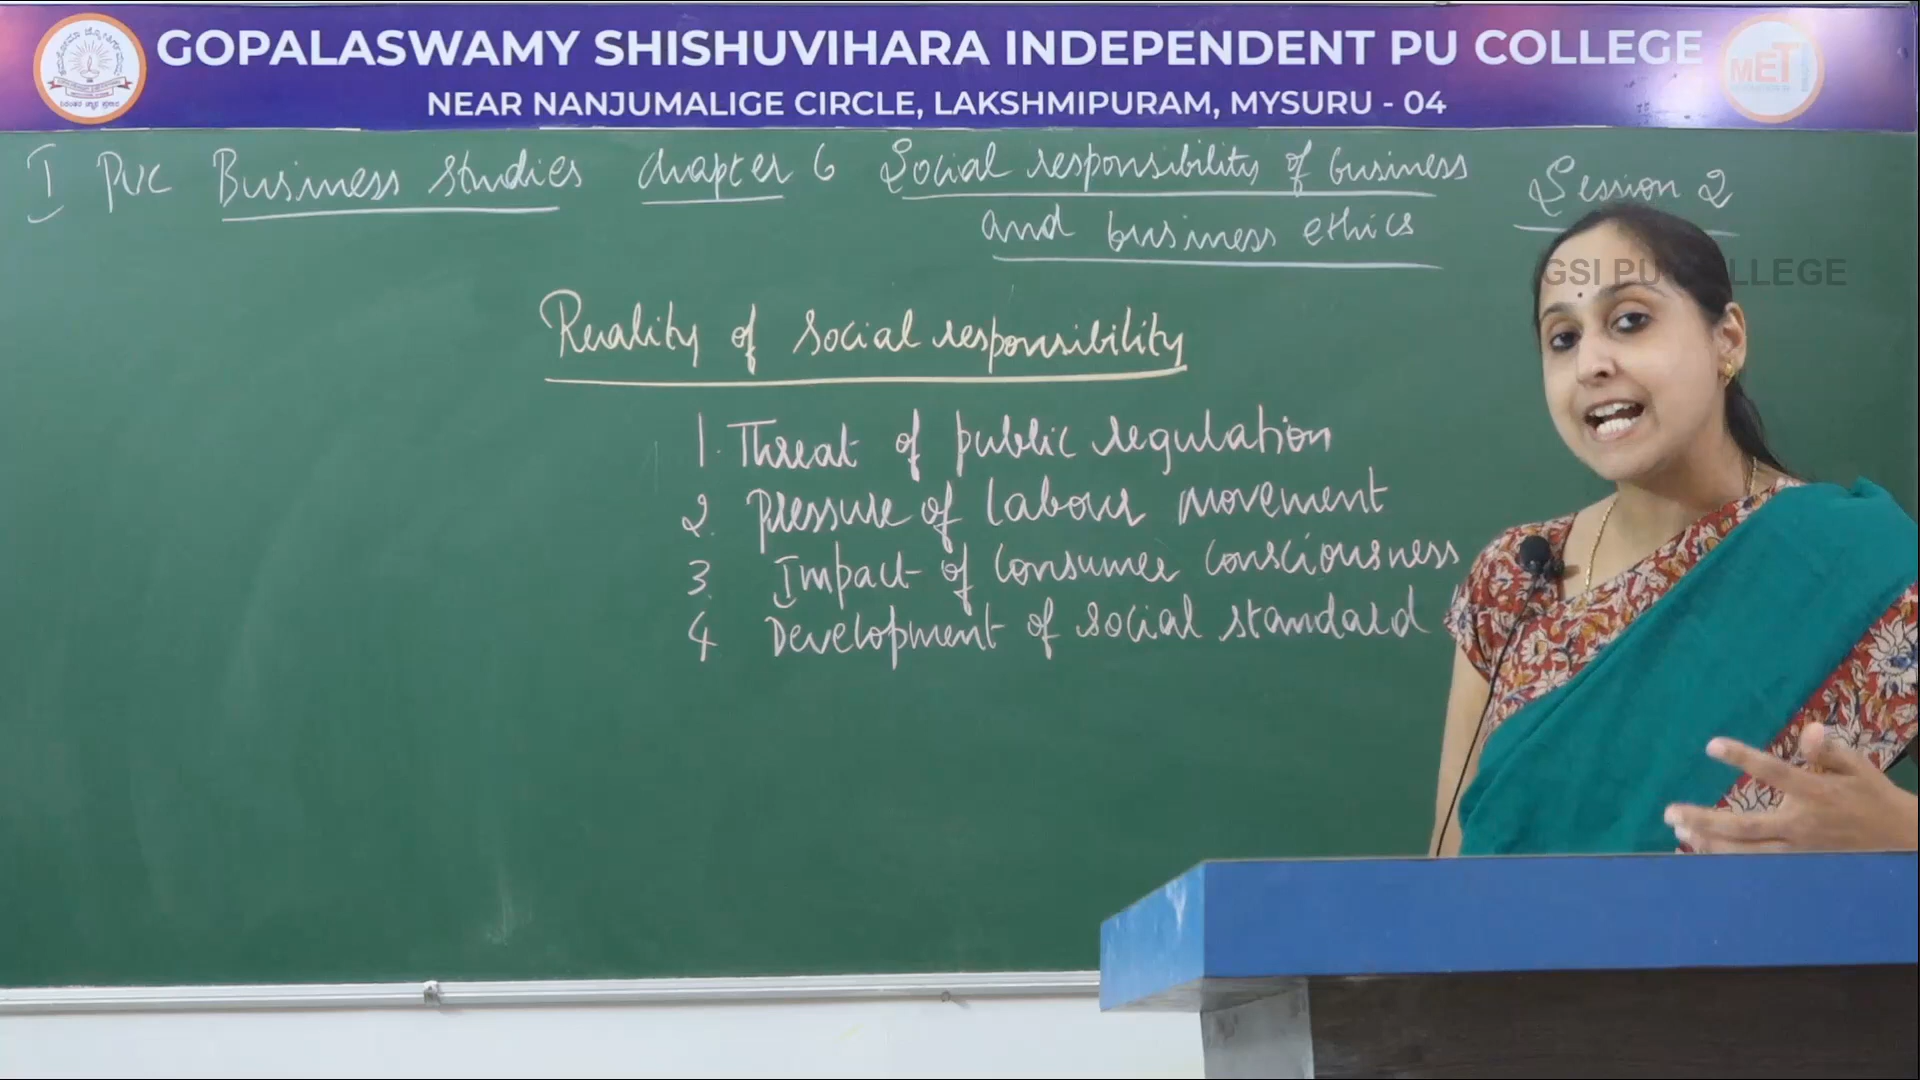 GOPALASWAMY SHISHUVIHARA INDEPENDENT PU COLLEGE
NEAR NANJUMALIGE CIRCLE, LAKSHMIPURAM, MYSURU - 04
MET
I PUC Business Studies Chapter 6 Social responsibility of business
and business ethics
Session 2
GSI PU COLLEGE
Reality of social responsibility
1. Threat of public regulation
2. Pressure of labour movement
3. Impact of consumer consciousness
4 Development of social standard